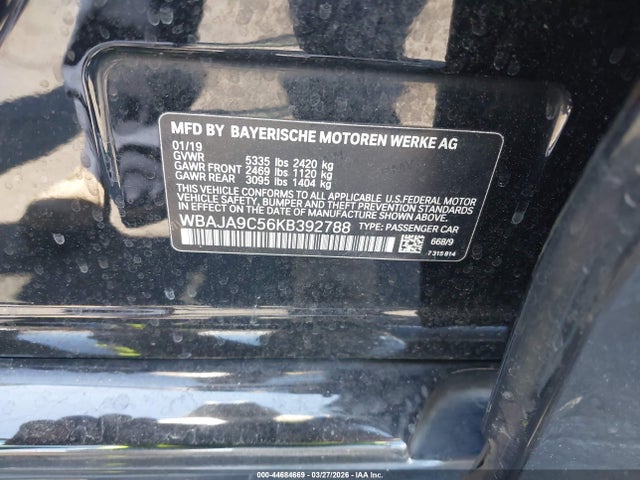 MFD BY BAYERISCHE MOTOREN WERKE AG
01/19
GVWR 5335 lbs 2420 kg
GAWR FRONT 2469 lbs 1120 kg
GAWR REAR 3095 lbs 1404 kg
THIS VEHICLE CONFORMS TO ALL APPLICABLE U.S.FEDERAL MOTOR
VEHICLE SAFETY, BUMPER, AND THEFT PREVENTION STANDARDS IN
EFFECT ON THE DATE OF MANUFACTURE SHOWN ABOVE.
WBAJA9C56KB392788 TYPE: PASSENGER CAR
668/9
7 315 814
000-44684669 | 03/27/2026 | IAA Inc.